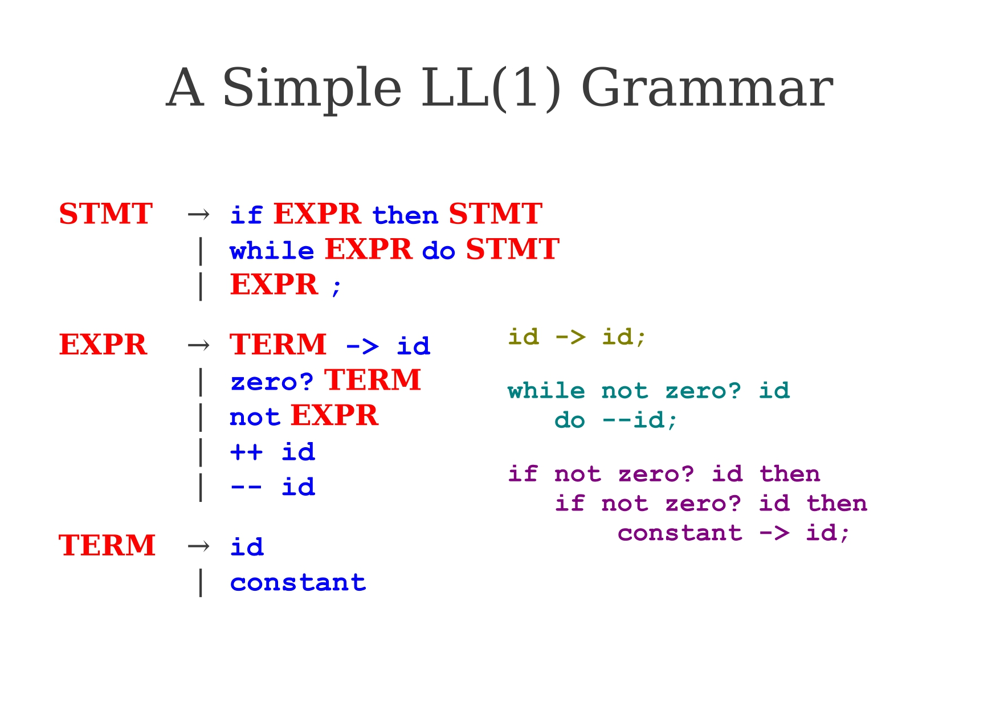 A Simple LL(1) Grammar
STMT → if EXPR then STMT
| while EXPR do STMT
| EXPR ;
EXPR → TERM -> id
| zero? TERM
| not EXPR
| ++ id
| -- id
TERM → id
| constant
id -> id;
while not zero? id
do --id;
if not zero? id then
if not zero? id then
constant -> id;